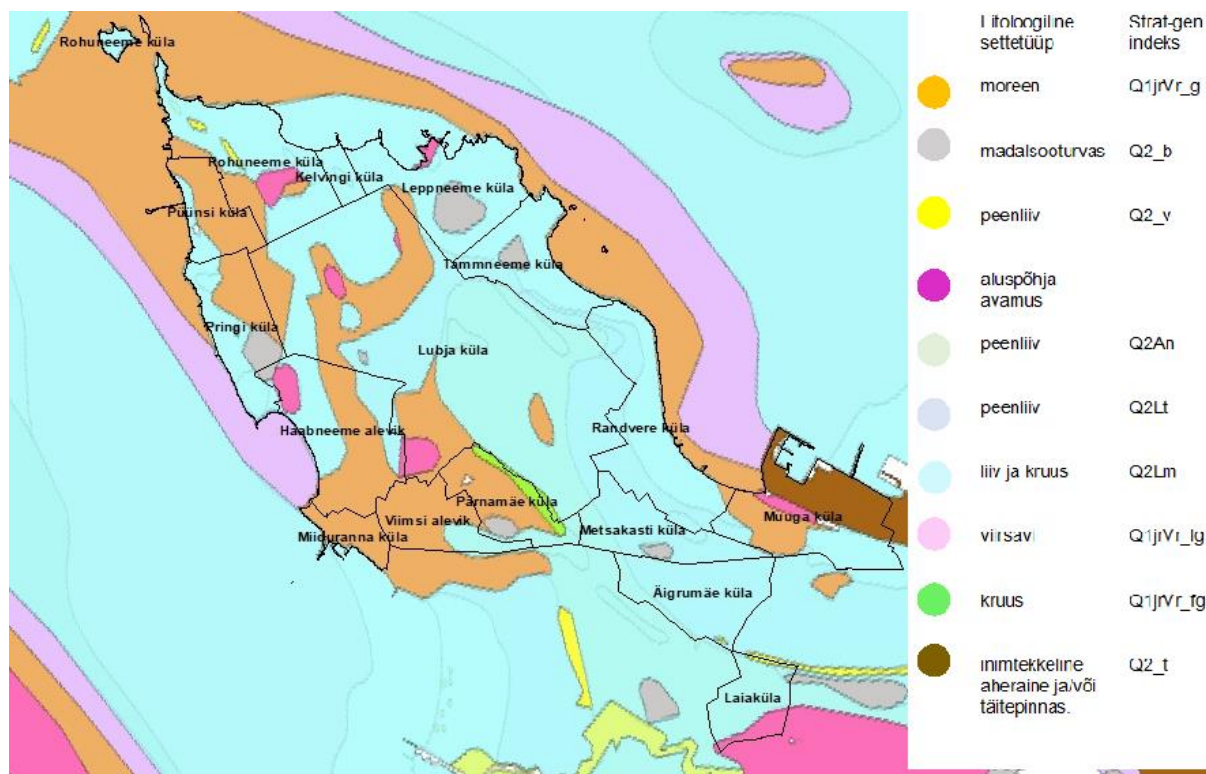 Rohuneeme küla
Rohuneeme küla
Kelvingi küla
Leppneeme küla
Püünsi küla
Tammneeme küla
Pringi küla
Lubja küla
Haabneeme alevik
Randvere küla
Pärnamäe küla
Viimsi alevik
Metsakasti küla
Muuga küla
Miiduranna küla
Äigrumäe küla
Laiaküla
Litoloogiline
settetüüp
Strat-gen
indeks
moreen Q1jrVr_g
madalsooturvas Q2_b
peenliiv Q2_v
aluspõhja
avamus
peenliiv Q2An
peenliiv Q2Lt
liiv ja kruus Q2Lm
viirsavi Q1jrVr_lg
kruus Q1jrVr_fg
inimtekkeline Q2_t
aheraine ja/või
täitepinnas.